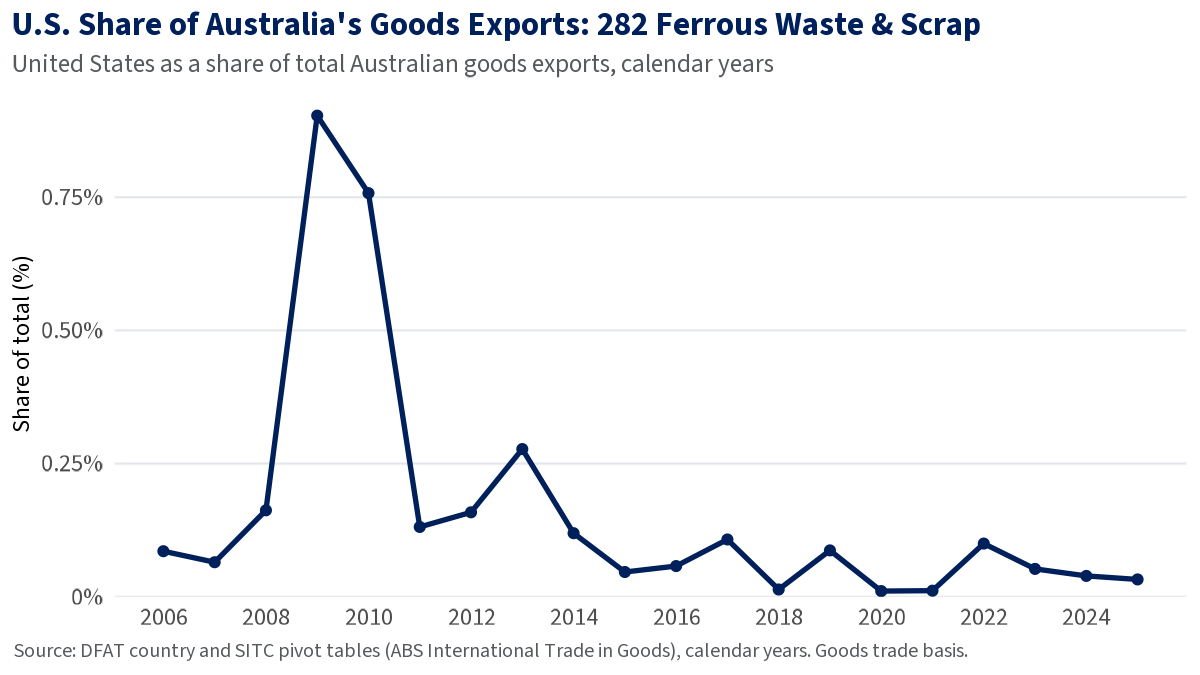 U.S. Share of Australia's Goods Exports: 282 Ferrous Waste & Scrap
United States as a share of total Australian goods exports, calendar years
Share of total (%)
0.75%
0.50%
0.25%
0%
2006 2008 2010 2012 2014 2016 2018 2020 2022 2024
Source: DFAT country and SITC pivot tables (ABS International Trade in Goods), calendar years. Goods trade basis.